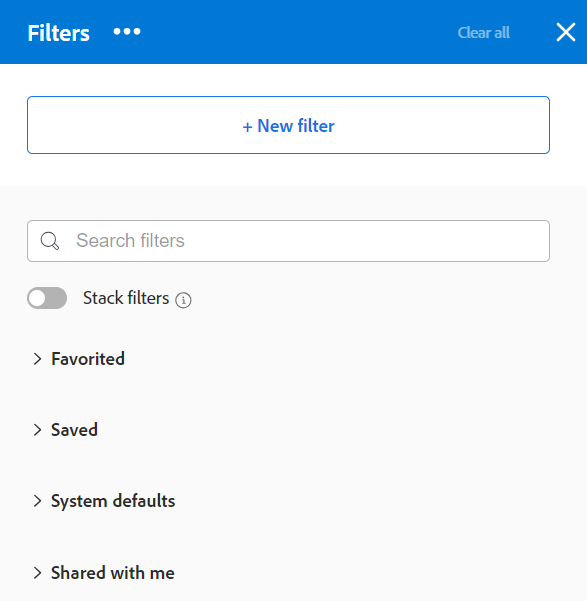 Filters
Clear all
+ New filter
Search filters
Stack filters
Favorited
Saved
System defaults
Shared with me